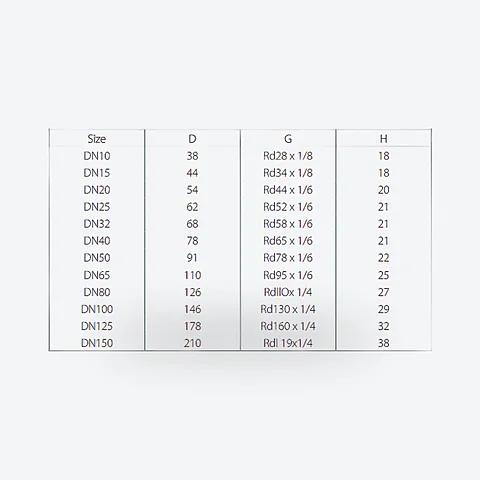 Size D G H
DN10 38 Rd28 x 1/8 18
DN15 44 Rd34 x 1/8 18
DN20 54 Rd44 x 1/6 20
DN25 62 Rd52 x 1/6 21
DN32 68 Rd58 x 1/6 21
DN40 78 Rd65 x 1/6 21
DN50 91 Rd78 x 1/6 22
DN65 110 Rd95 x 1/6 25
DN80 126 RdllOx 1/4 27
DN100 146 Rd130 x 1/4 29
DN125 178 Rd160 x 1/4 32
DN150 210 Rdl 19x1/4 38